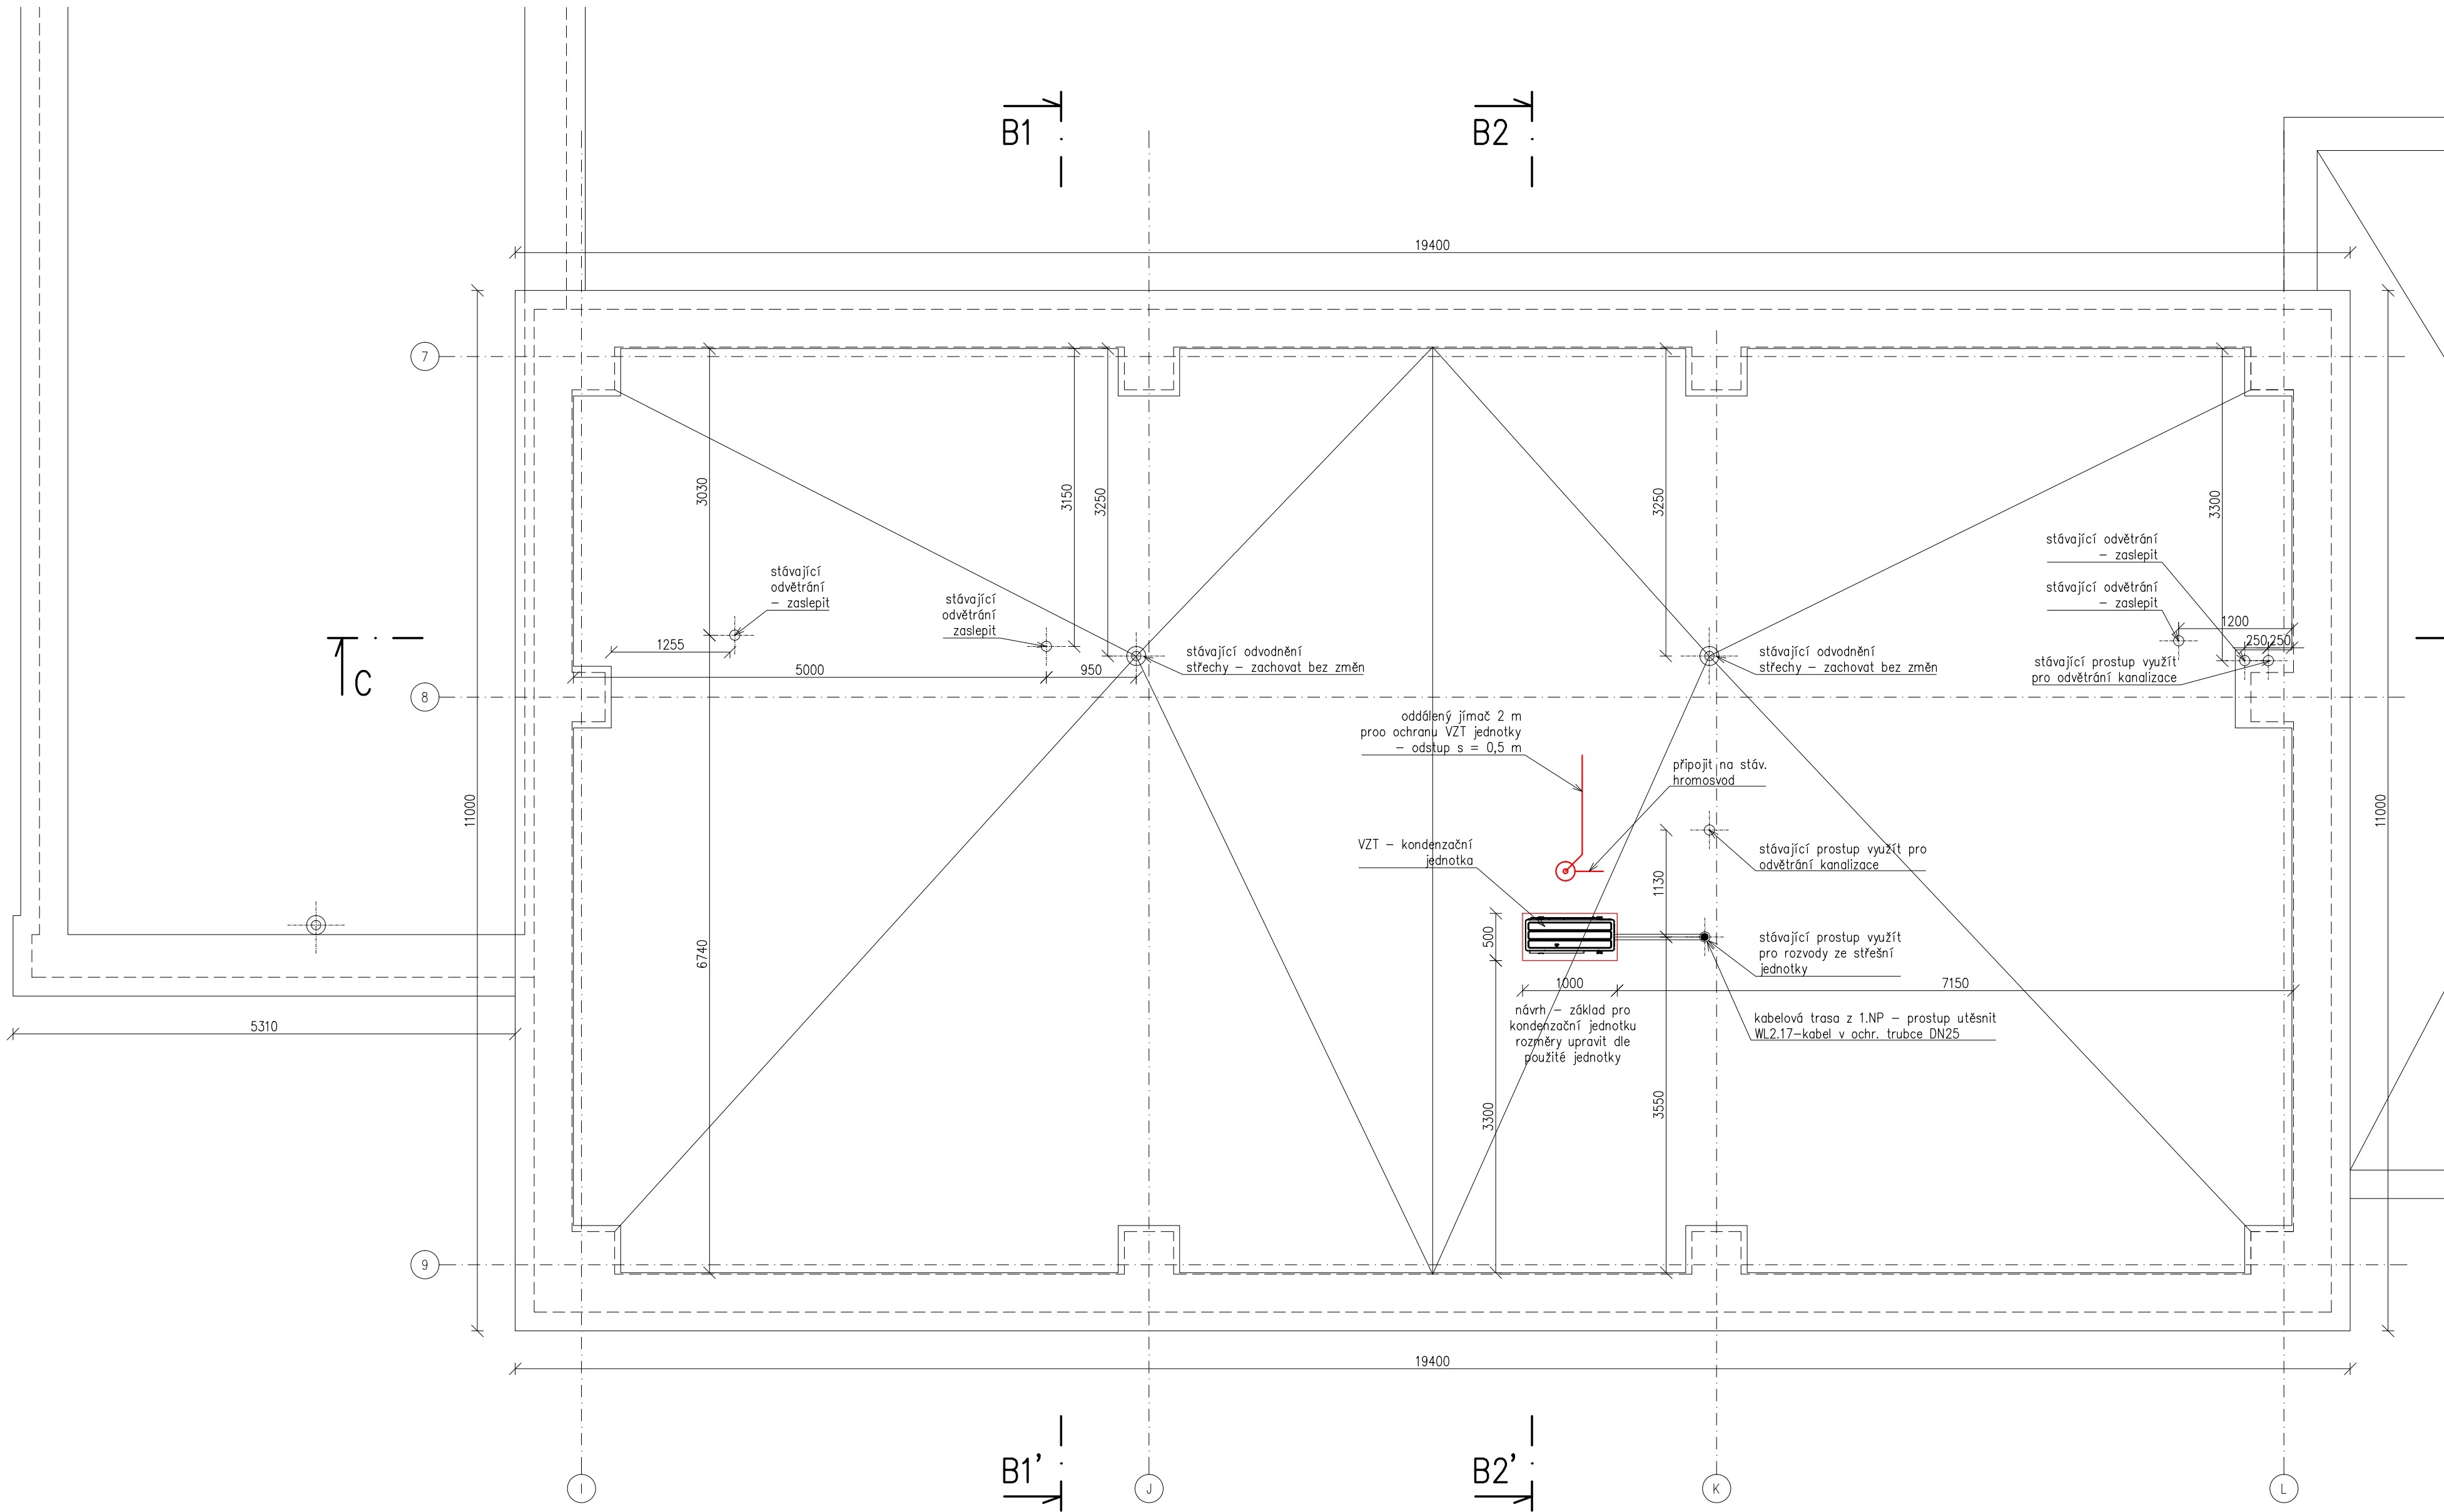 B1
B2
19400
7
3030
3150
3250
3250
3300
stávající odvětrání
– zaslepit
stávající
odvětrání
– zaslepit
stávající odvětrání
– zaslepit
stávající
odvětrání
zaslepit
1200
1255
250
250
stávající odvodnění
střechy – zachovat bez změn
stávající odvodnění
střechy – zachovat bez změn
stávající prostup využít
pro odvětrání kanalizace
5000
950
C
8
oddálený jímač 2 m
proo ochranu VZT jednotky
– odstup s = 0,5 m
připojit na stáv.
hromosvod
11000
11000
VZT – kondenzační
jednotka
stávající prostup využít pro
odvětrání kanalizace
1130
6740
500
stávající prostup využít
pro rozvody ze střešní
jednotky
1000
7150
návrh – základ pro
kondenzační jednotku
rozměry upravit dle
použité jednotky
kabelová trasa z 1.NP – prostup utěsnit
WL2.17–kabel v ochr. trubce DN25
5310
3300
3550
9
19400
B1’
B2’
I
J
K
L